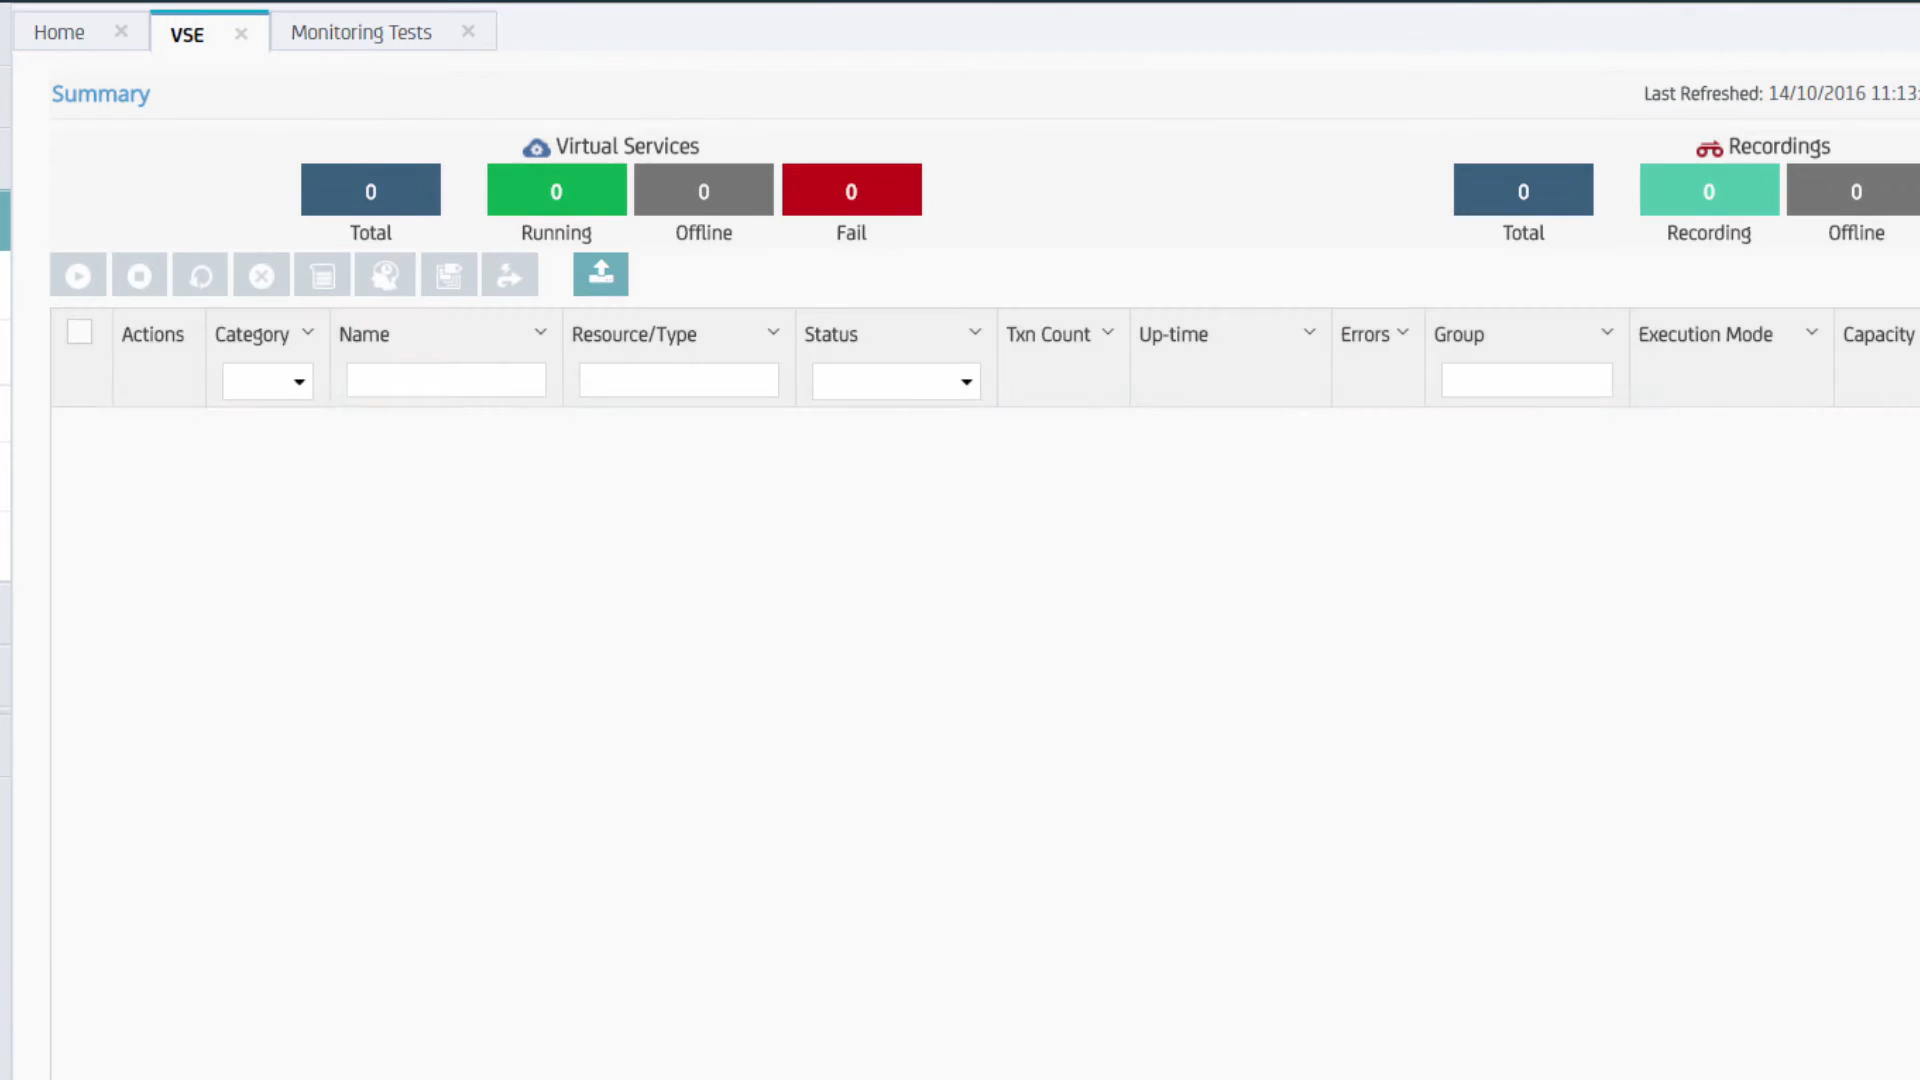 Home
VSE
Monitoring Tests
Summary
Last Refreshed: 14/10/2016 11:13:
Virtual Services
Recordings
0 0 0 0 0 0 0
Total Running Offline Fail Total Recording Offline
Actions Category Name Resource/Type Status Txn Count Up-time Errors Group Execution Mode Capacity